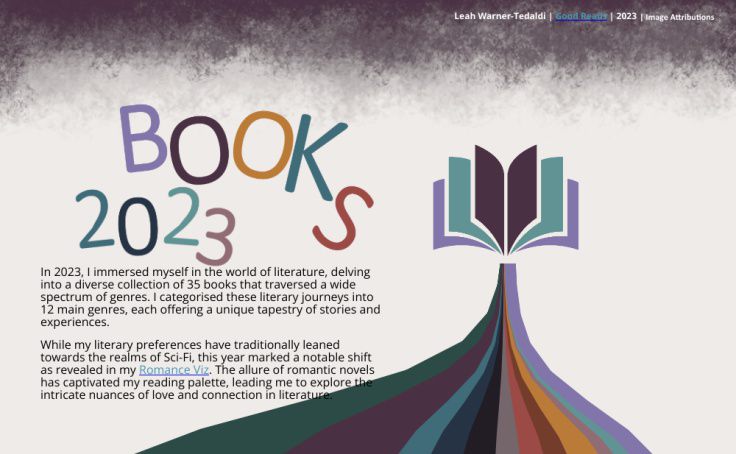 Leah Warner-Tedaldi | Good Reads | 2023 | Image Attributions
BOOKS
2023
In 2023, I immersed myself in the world of literature, delving
into a diverse collection of 35 books that traversed a wide
spectrum of genres. I categorised these literary journeys into
12 main genres, each offering a unique tapestry of stories and
experiences.
While my literary preferences have traditionally leaned
towards the realms of Sci-Fi, this year marked a notable shift
as revealed in my Romance Viz. The allure of romantic novels
has captivated my reading palette, leading me to explore the
intricate nuances of love and connection in literature.